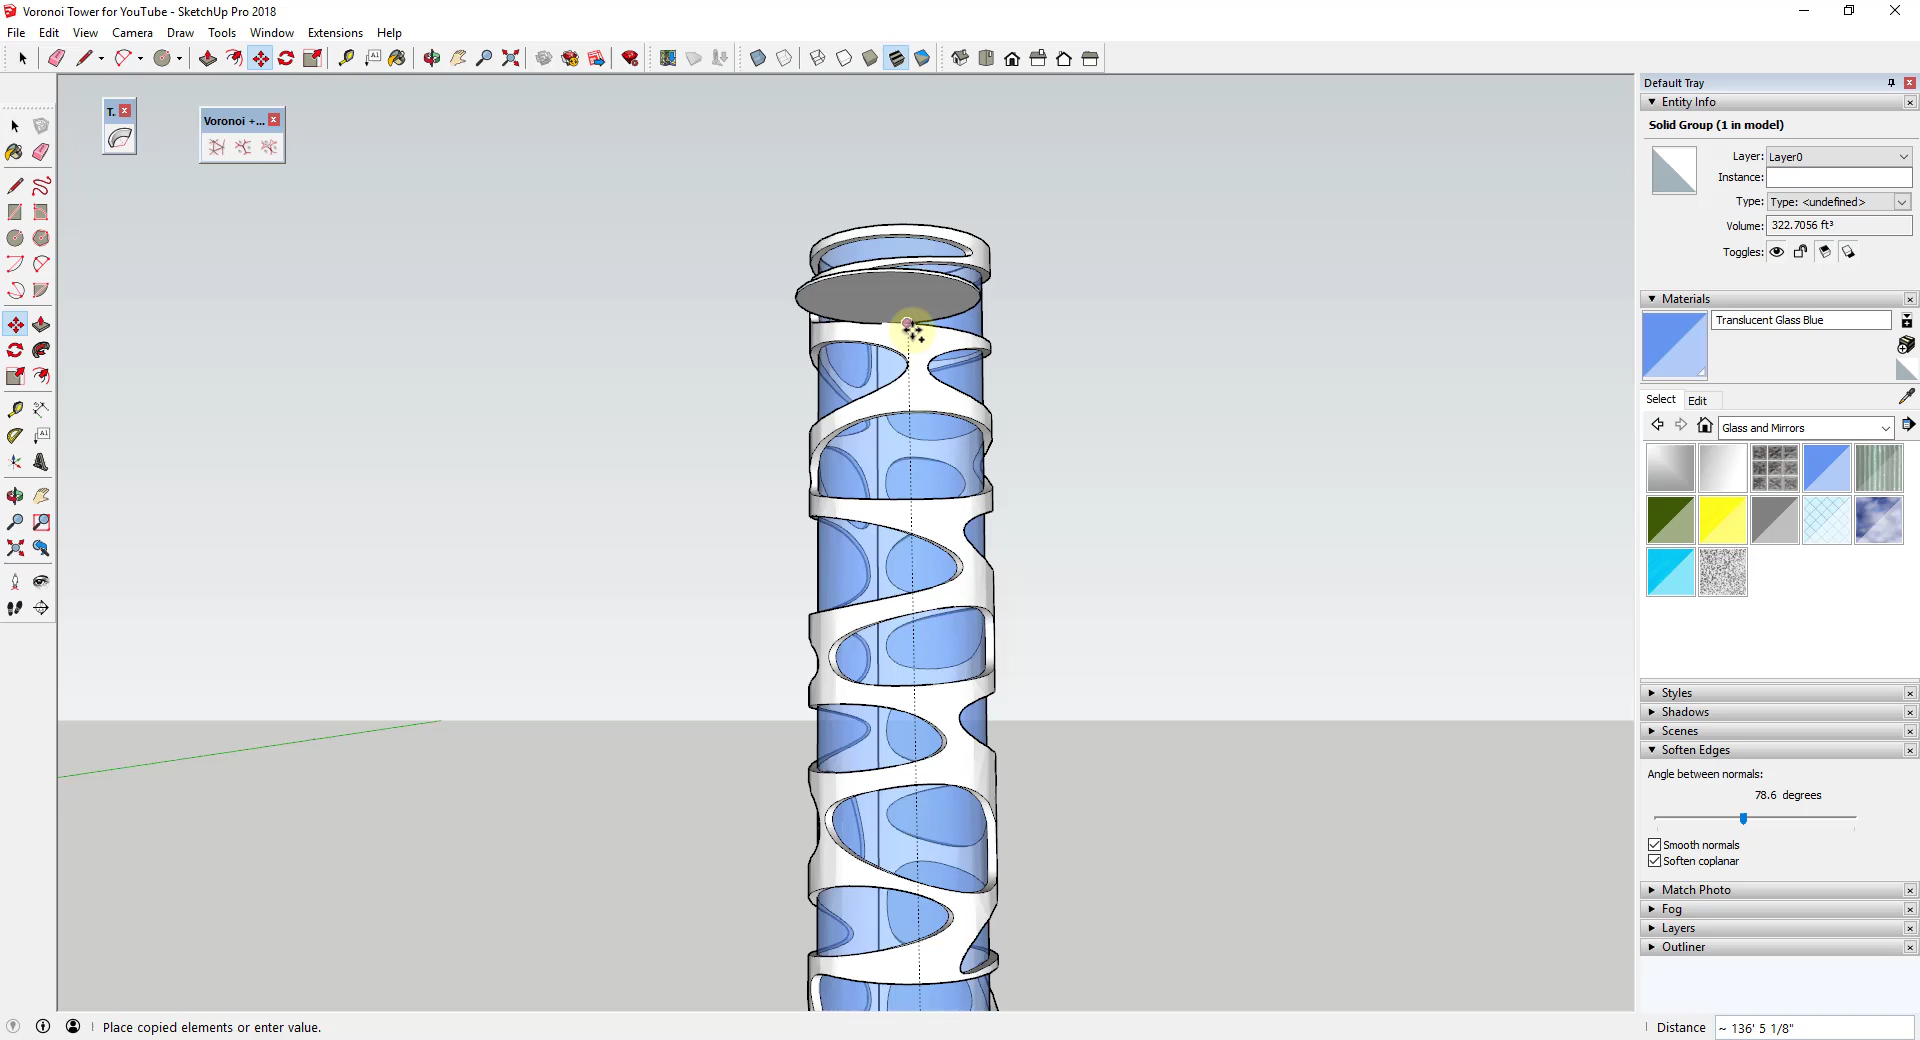 Voronoi Tower for YouTube - SketchUp Pro 2018
File Edit View Camera Draw Tools Window Extensions Help
T.
Voronoi +...
Default Tray
Entity Info
Solid Group (1 in model)
Layer: Layer0
Instance:
Type: Type: <undefined>
Volume: 322.7056 ft³
Toggles:
Materials
Translucent Glass Blue
Select Edit
Glass and Mirrors
Styles
Shadows
Scenes
Soften Edges
Angle between normals:
78.6 degrees
Smooth normals
Soften coplanar
Match Photo
Fog
Layers
Outliner
Place copied elements or enter value.
Distance ~ 136' 5 1/8"